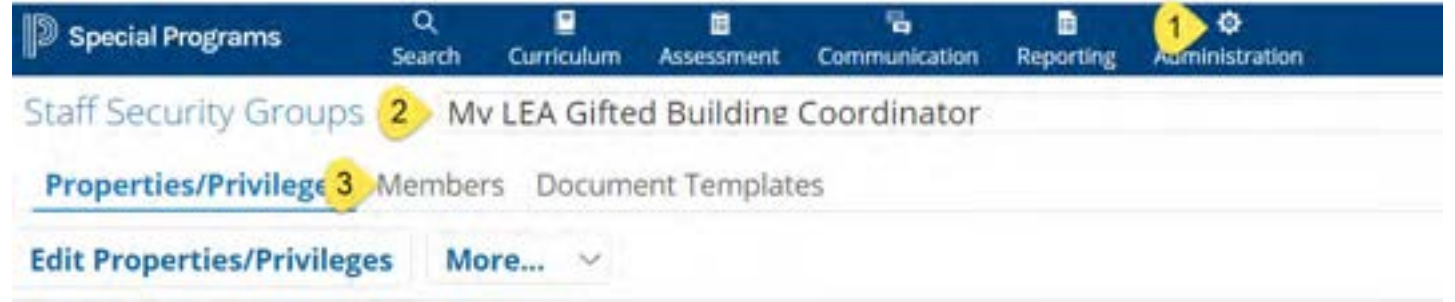 Special Programs Search Curriculum Assessment Communication Reporting 1 Administration
Staff Security Groups 2 My LEA Gifted Building Coordinator
Properties/Privilege 3 Members Document Templates
Edit Properties/Privileges More...